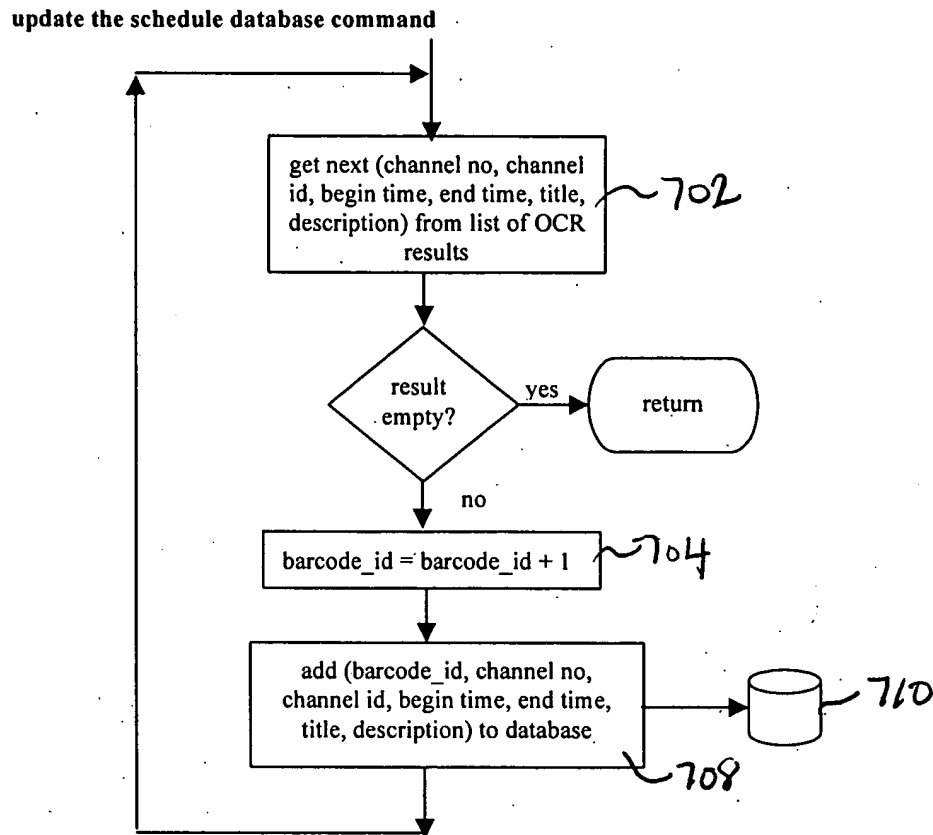 update the schedule database command
get next (channel no, channel
id, begin time, end time, title,
description) from list of OCR
results
702
result
empty?
yes
return
no
barcode_id = barcode_id + 1
704
add (barcode_id, channel no,
channel id, begin time, end time,
title, description) to database
710
708